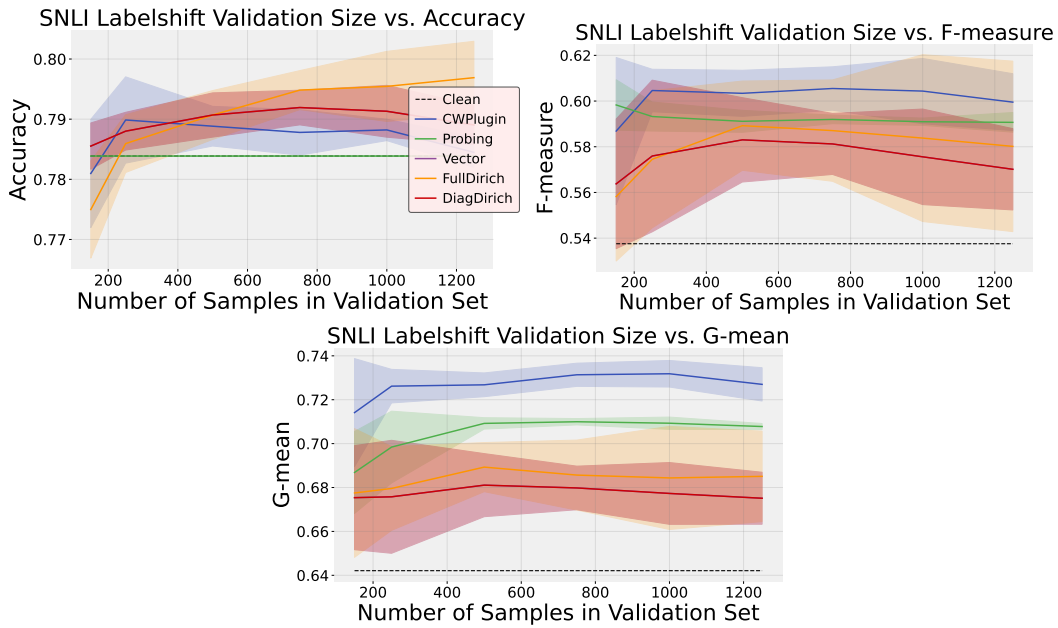 SNLI Labelshift Validation Size vs. Accuracy
Accuracy
0.80
0.79
0.78
0.77
200 400 600 800 1000 1200
Number of Samples in Validation Set
Clean
CWPlugin
Probing
Vector
FullDirich
DiagDirich
SNLI Labelshift Validation Size vs. F-measure
F-measure
0.62
0.60
0.58
0.56
0.54
200 400 600 800 1000 1200
Number of Samples in Validation Set
SNLI Labelshift Validation Size vs. G-mean
G-mean
0.74
0.72
0.70
0.68
0.66
0.64
200 400 600 800 1000 1200
Number of Samples in Validation Set